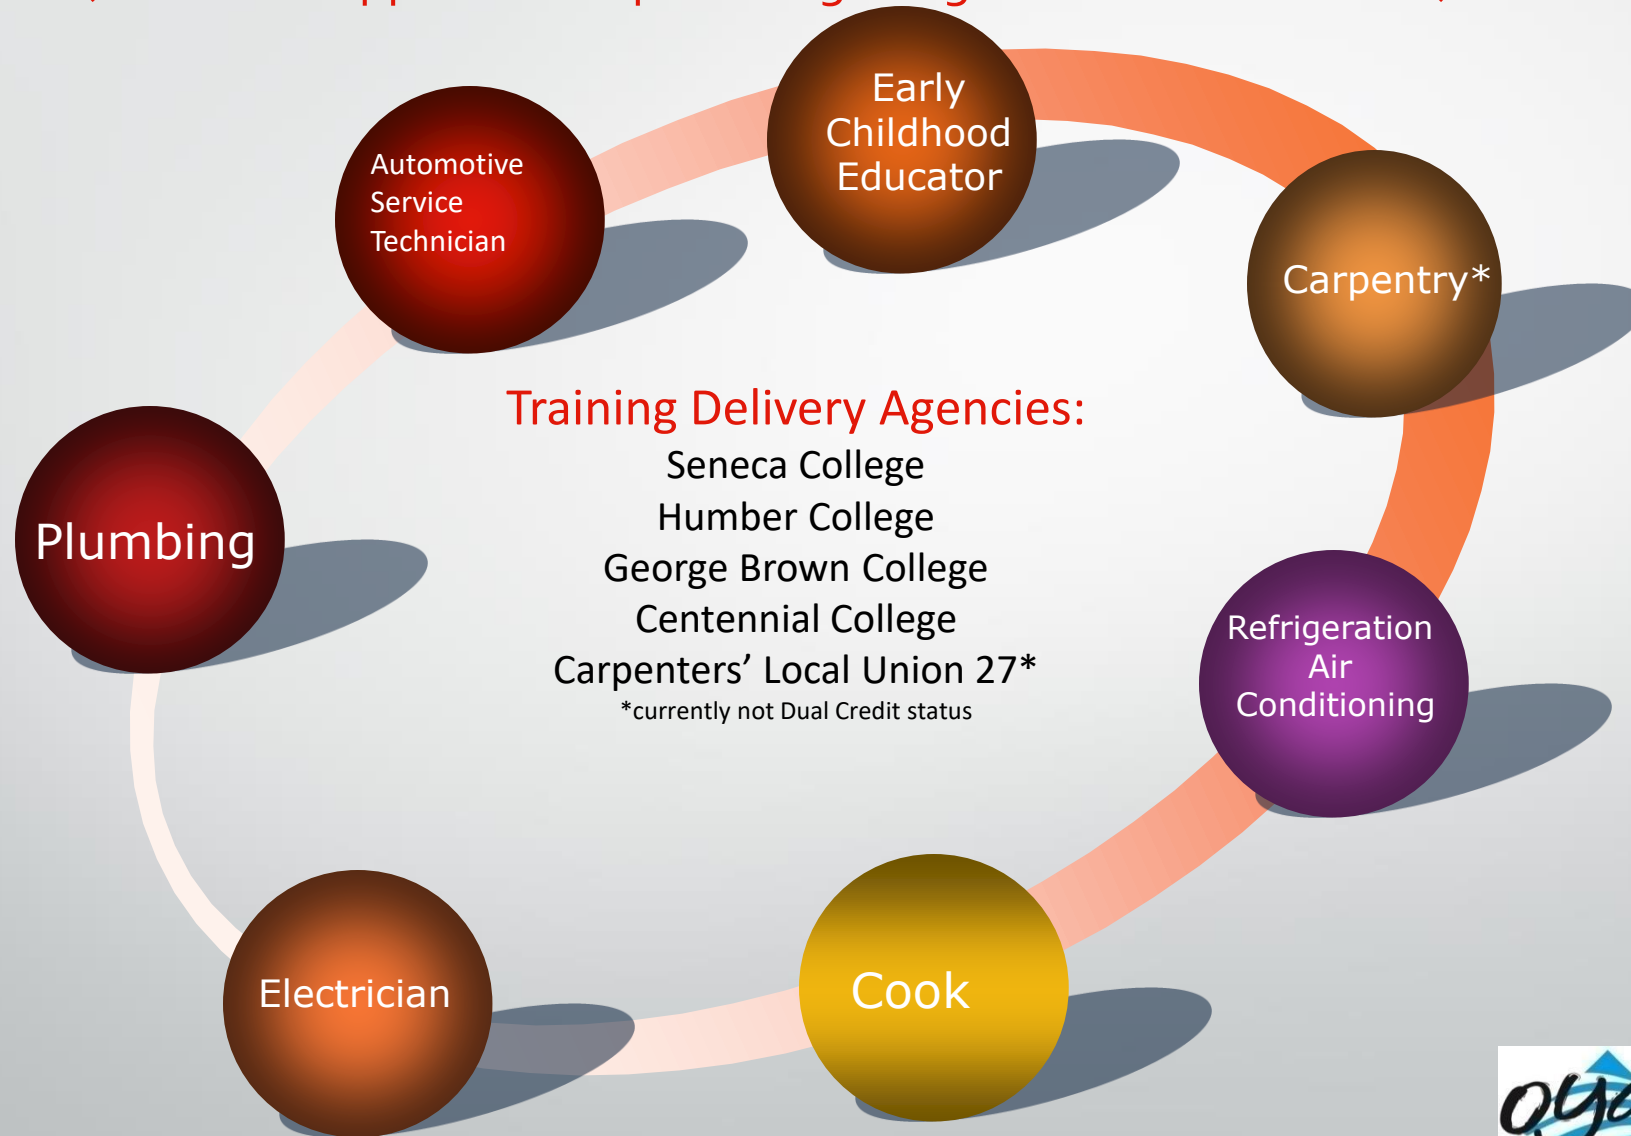 Early
Childhood
Educator
Automotive
Service
Technician
Carpentry*
Training Delivery Agencies:
Seneca College
Humber College
George Brown College
Centennial College
Carpenters’ Local Union 27*
*currently not Dual Credit status
Plumbing
Refrigeration
Air
Conditioning
Electrician
Cook